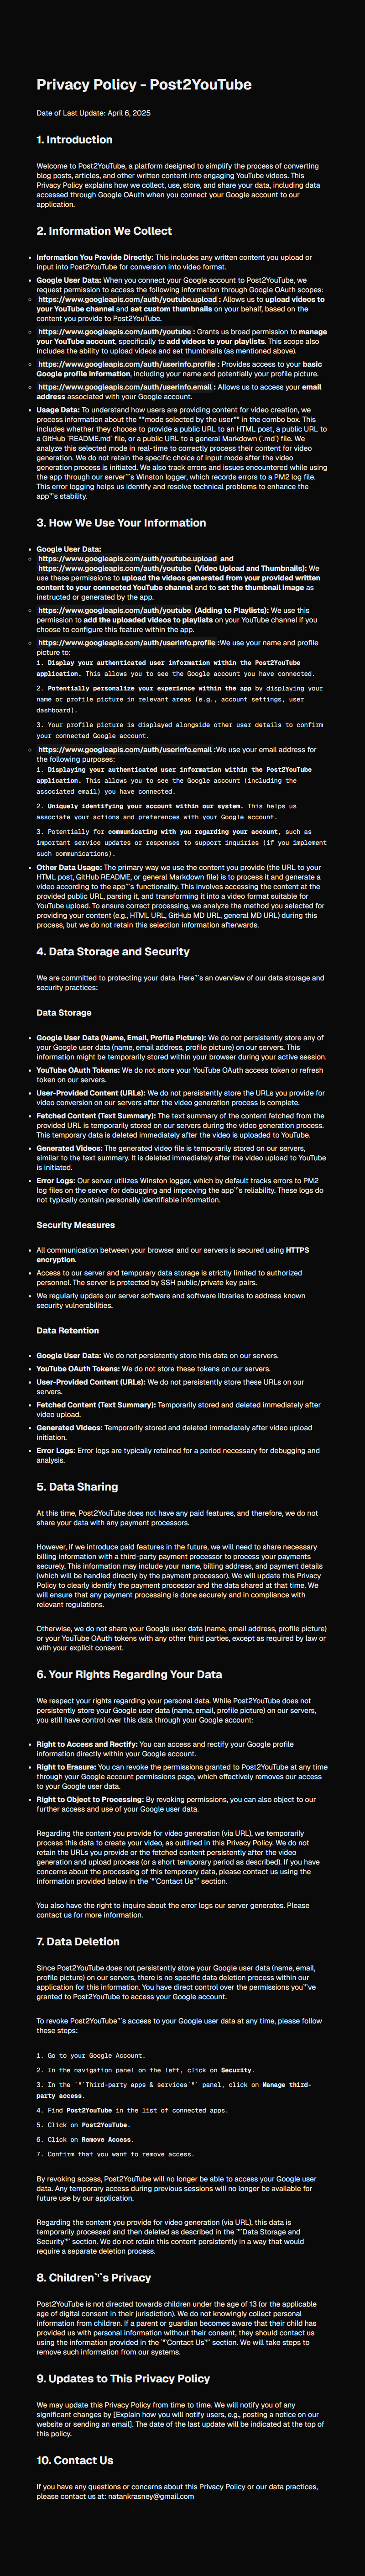 Privacy Policy - Post2YouTube
Date of Last Update: April 6, 2025
1. Introduction
Welcome to Post2YouTube, a platform designed to simplify the process of converting
blog posts, articles, and other written content into engaging YouTube videos. This
Privacy Policy explains how we collect, use, store, and share your data, including data
accessed through Google OAuth when you connect your Google account to our
application.
2. Information We Collect
Information You Provide Directly: This includes any written content you upload or
input into Post2YouTube for conversion into video format.
Google User Data: When you connect your Google account to Post2YouTube, we
request permission to access the following information through Google OAuth scopes:
https://www.googleapis.com/auth/youtube.upload : Allows us to upload videos to
your YouTube channel and set custom thumbnails on your behalf, based on the
content you provide to Post2YouTube.
https://www.googleapis.com/auth/youtube : Grants us broad permission to manage
your YouTube account, specifically to add videos to your playlists. This scope also
includes the ability to upload videos and set thumbnails (as mentioned above).
https://www.googleapis.com/auth/userinfo.profile : Provides access to your basic
Google profile information, including your name and potentially your profile picture.
https://www.googleapis.com/auth/userinfo.email : Allows us to access your email
address associated with your Google account.
Usage Data: To understand how users are providing content for video creation, we
process information about the **mode selected by the user** in the combo box. This
includes whether they choose to provide a public URL to an HTML post, a public URL to
a GitHub `README.md` file, or a public URL to a general Markdown (`.md`) file. We
analyze this selected mode in real-time to correctly process their content for video
generation. We do not retain the specific choice of input mode after the video
generation process is initiated. We also track errors and issues encountered while using
the app through our server`'`s Winston logger, which records errors to a PM2 log file.
This error logging helps us identify and resolve technical problems to enhance the
app`'`s stability.
3. How We Use Your Information
Google User Data:
https://www.googleapis.com/auth/youtube.upload and
https://www.googleapis.com/auth/youtube (Video Upload and Thumbnails): We
use these permissions to upload the videos generated from your provided written
content to your connected YouTube channel and to set the thumbnail image as
instructed or generated by the app.
https://www.googleapis.com/auth/youtube (Adding to Playlists): We use this
permission to add the uploaded videos to playlists on your YouTube channel if you
choose to configure this feature within the app.
https://www.googleapis.com/auth/userinfo.profile :We use your name and profile
picture to:
1. Display your authenticated user information within the Post2YouTube
application. This allows you to see the Google account you have connected.
2. Potentially personalize your experience within the app by displaying your
name or profile picture in relevant areas (e.g., account settings, user
dashboard).
3. Your profile picture is displayed alongside other user details to confirm
your connected Google account.
https://www.googleapis.com/auth/userinfo.email :We use your email address for
the following purposes:
1. Displaying your authenticated user information within the Post2YouTube
application. This allows you to see the Google account (including the
associated email) you have connected.
2. Uniquely identifying your account within our system. This helps us
associate your actions and preferences with your Google account.
3. Potentially for communicating with you regarding your account, such as
important service updates or responses to support inquiries (if you implement
such communications).
Other Data Usage: The primary way we use the content you provide (the URL to your
HTML post, GitHub README, or general Markdown file) is to process it and generate a
video according to the app`'`s functionality. This involves accessing the content at the
provided public URL, parsing it, and transforming it into a video format suitable for
YouTube upload. To ensure correct processing, we analyze the method you selected for
providing your content (e.g., HTML URL, GitHub MD URL, general MD URL) during this
process, but we do not retain this selection information afterwards.
4. Data Storage and Security
We are committed to protecting your data. Here`'`s an overview of our data storage and
security practices:
Data Storage
Google User Data (Name, Email, Profile Picture): We do not persistently store any of
your Google user data (name, email address, profile picture) on our servers. This
information might be temporarily stored within your browser during your active session.
YouTube OAuth Tokens: We do not store your YouTube OAuth access token or refresh
token on our servers.
User-Provided Content (URLs): We do not persistently store the URLs you provide for
video conversion on our servers after the video generation process is complete.
Fetched Content (Text Summary): The text summary of the content fetched from the
provided URL is temporarily stored on our servers during the video generation process.
This temporary data is deleted immediately after the video is uploaded to YouTube.
Generated Videos: The generated video file is temporarily stored on our servers,
similar to the text summary. It is deleted immediately after the video upload to YouTube
is initiated.
Error Logs: Our server utilizes Winston logger, which by default tracks errors to PM2
log files on the server for debugging and improving the app`'`s reliability. These logs do
not typically contain personally identifiable information.
Security Measures
All communication between your browser and our servers is secured using HTTPS
encryption.
Access to our server and temporary data storage is strictly limited to authorized
personnel. The server is protected by SSH public/private key pairs.
We regularly update our server software and software libraries to address known
security vulnerabilities.
Data Retention
Google User Data: We do not persistently store this data on our servers.
YouTube OAuth Tokens: We do not store these tokens on our servers.
User-Provided Content (URLs): We do not persistently store these URLs on our
servers.
Fetched Content (Text Summary): Temporarily stored and deleted immediately after
video upload.
Generated Videos: Temporarily stored and deleted immediately after video upload
initiation.
Error Logs: Error logs are typically retained for a period necessary for debugging and
analysis.
5. Data Sharing
At this time, Post2YouTube does not have any paid features, and therefore, we do not
share your data with any payment processors.
However, if we introduce paid features in the future, we will need to share necessary
billing information with a third-party payment processor to process your payments
securely. This information may include your name, billing address, and payment details
(which will be handled directly by the payment processor). We will update this Privacy
Policy to clearly identify the payment processor and the data shared at that time. We
will ensure that any payment processing is done securely and in compliance with
relevant regulations.
Otherwise, we do not share your Google user data (name, email address, profile picture)
or your YouTube OAuth tokens with any other third parties, except as required by law or
with your explicit consent.
6. Your Rights Regarding Your Data
We respect your rights regarding your personal data. While Post2YouTube does not
persistently store your Google user data (name, email, profile picture) on our servers,
you still have control over this data through your Google account:
Right to Access and Rectify: You can access and rectify your Google profile
information directly within your Google account.
Right to Erasure: You can revoke the permissions granted to Post2YouTube at any time
through your Google account permissions page, which effectively removes our access
to your Google user data.
Right to Object to Processing: By revoking permissions, you can also object to our
further access and use of your Google user data.
Regarding the content you provide for video generation (via URL), we temporarily
process this data to create your video, as outlined in this Privacy Policy. We do not
retain the URLs you provide or the fetched content persistently after the video
generation and upload process (or a short temporary period as described). If you have
concerns about the processing of this temporary data, please contact us using the
information provided below in the `"`Contact Us`"` section.
You also have the right to inquire about the error logs our server generates. Please
contact us for more information.
7. Data Deletion
Since Post2YouTube does not persistently store your Google user data (name, email,
profile picture) on our servers, there is no specific data deletion process within our
application for this information. You have direct control over the permissions you`'`ve
granted to Post2YouTube to access your Google account.
To revoke Post2YouTube`'`s access to your Google user data at any time, please follow
these steps:
1. Go to your Google Account.
2. In the navigation panel on the left, click on Security.
3. In the `"`Third-party apps & services`"` panel, click on Manage third-
party access.
4. Find Post2YouTube in the list of connected apps.
5. Click on Post2YouTube.
6. Click on Remove Access.
7. Confirm that you want to remove access.
By revoking access, Post2YouTube will no longer be able to access your Google user
data. Any temporary access during previous sessions will no longer be available for
future use by our application.
Regarding the content you provide for video generation (via URL), this data is
temporarily processed and then deleted as described in the `"`Data Storage and
Security`"` section. We do not retain this content persistently in a way that would
require a separate deletion process.
8. Children`'`s Privacy
Post2YouTube is not directed towards children under the age of 13 (or the applicable
age of digital consent in their jurisdiction). We do not knowingly collect personal
information from children. If a parent or guardian becomes aware that their child has
provided us with personal information without their consent, they should contact us
using the information provided in the `"`Contact Us`"` section. We will take steps to
remove such information from our systems.
9. Updates to This Privacy Policy
We may update this Privacy Policy from time to time. We will notify you of any
significant changes by [Explain how you will notify users, e.g., posting a notice on our
website or sending an email]. The date of the last update will be indicated at the top of
this policy.
10. Contact Us
If you have any questions or concerns about this Privacy Policy or our data practices,
please contact us at: natankrasney@gmail.com